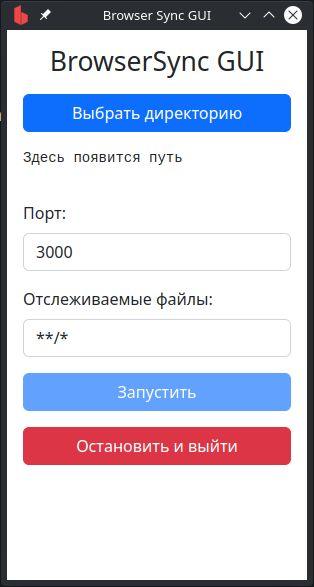 Browser Sync GUI
BrowserSync GUI
Выбрать директорию
Здесь появится путь
Порт:
3000
Отслеживаемые файлы:
**/*
Запустить
Остановить и выйти